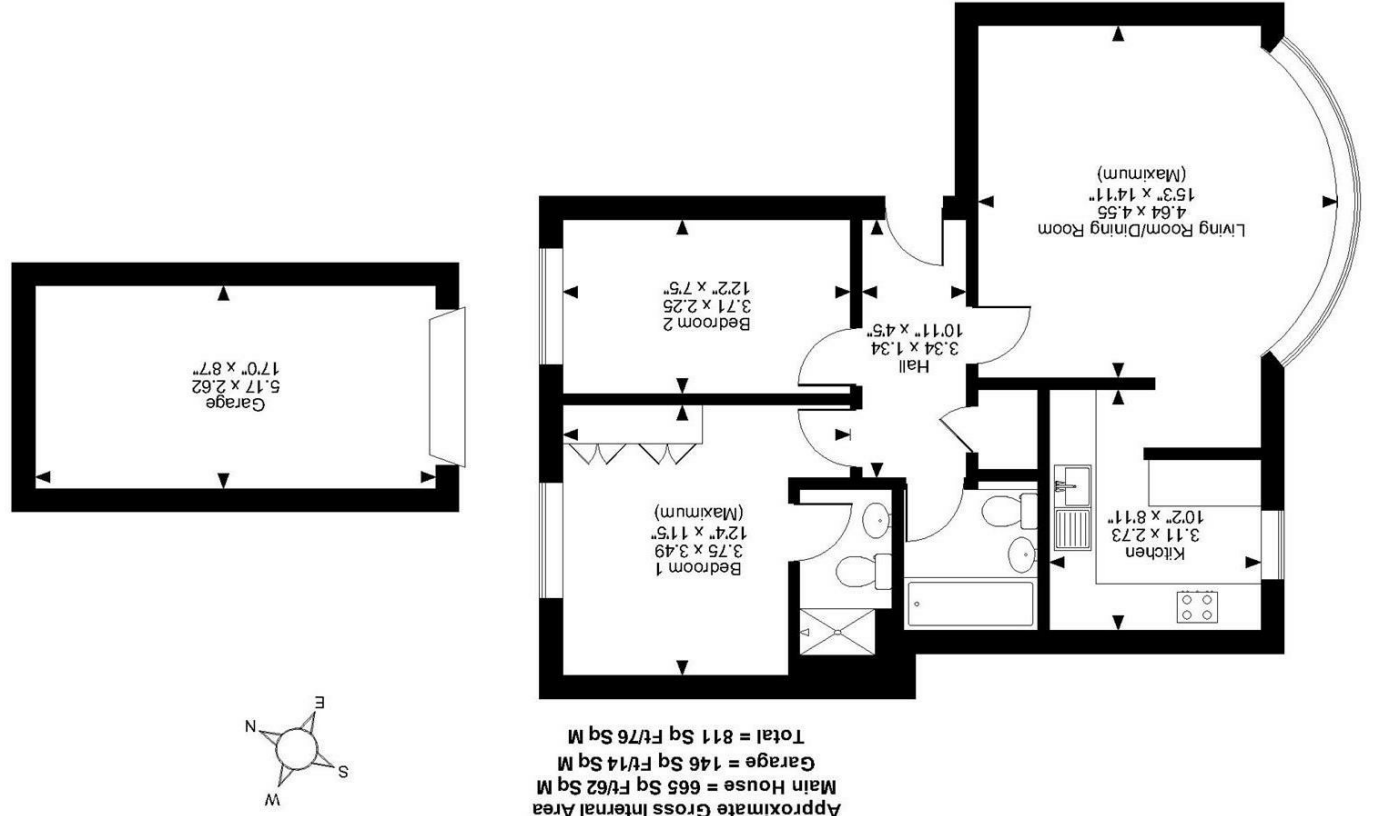 Approximate Gross Internal Area
Main House = 665 Sq Ft/62 Sq M
Garage = 146 Sq Ft/14 Sq M
Total = 811 Sq Ft/76 Sq M
W
S
N
E
Kitchen
3.11 x 2.73
10'2" x 8'11"
Bedroom 1
3.75 x 3.49
12'4" x 11'5"
(Maximum)
Garage
5.17 x 2.62
17'0" x 8'7"
Hall
3.34 x 1.34
10'11" x 4'5"
Bedroom 2
3.71 x 2.25
12'2" x 7'5"
Living Room/Dining Room
4.64 x 4.55
15'3" x 14'11"
(Maximum)